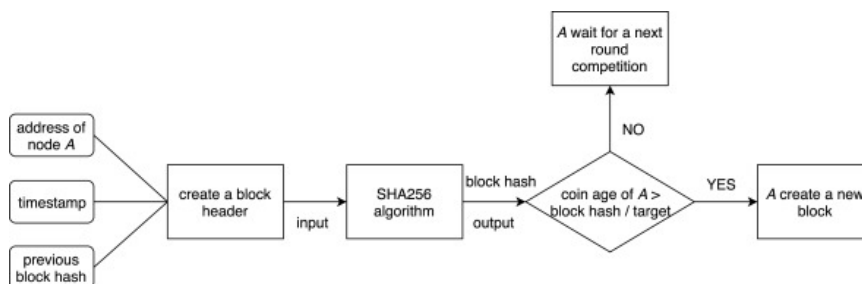 A wait for a next
round
competition
NO
address of
node A
timestamp
previous
block hash
create a block
header
input
SHA256
algorithm
block hash
output
coin age of A >
block hash / target
YES
A create a new
block